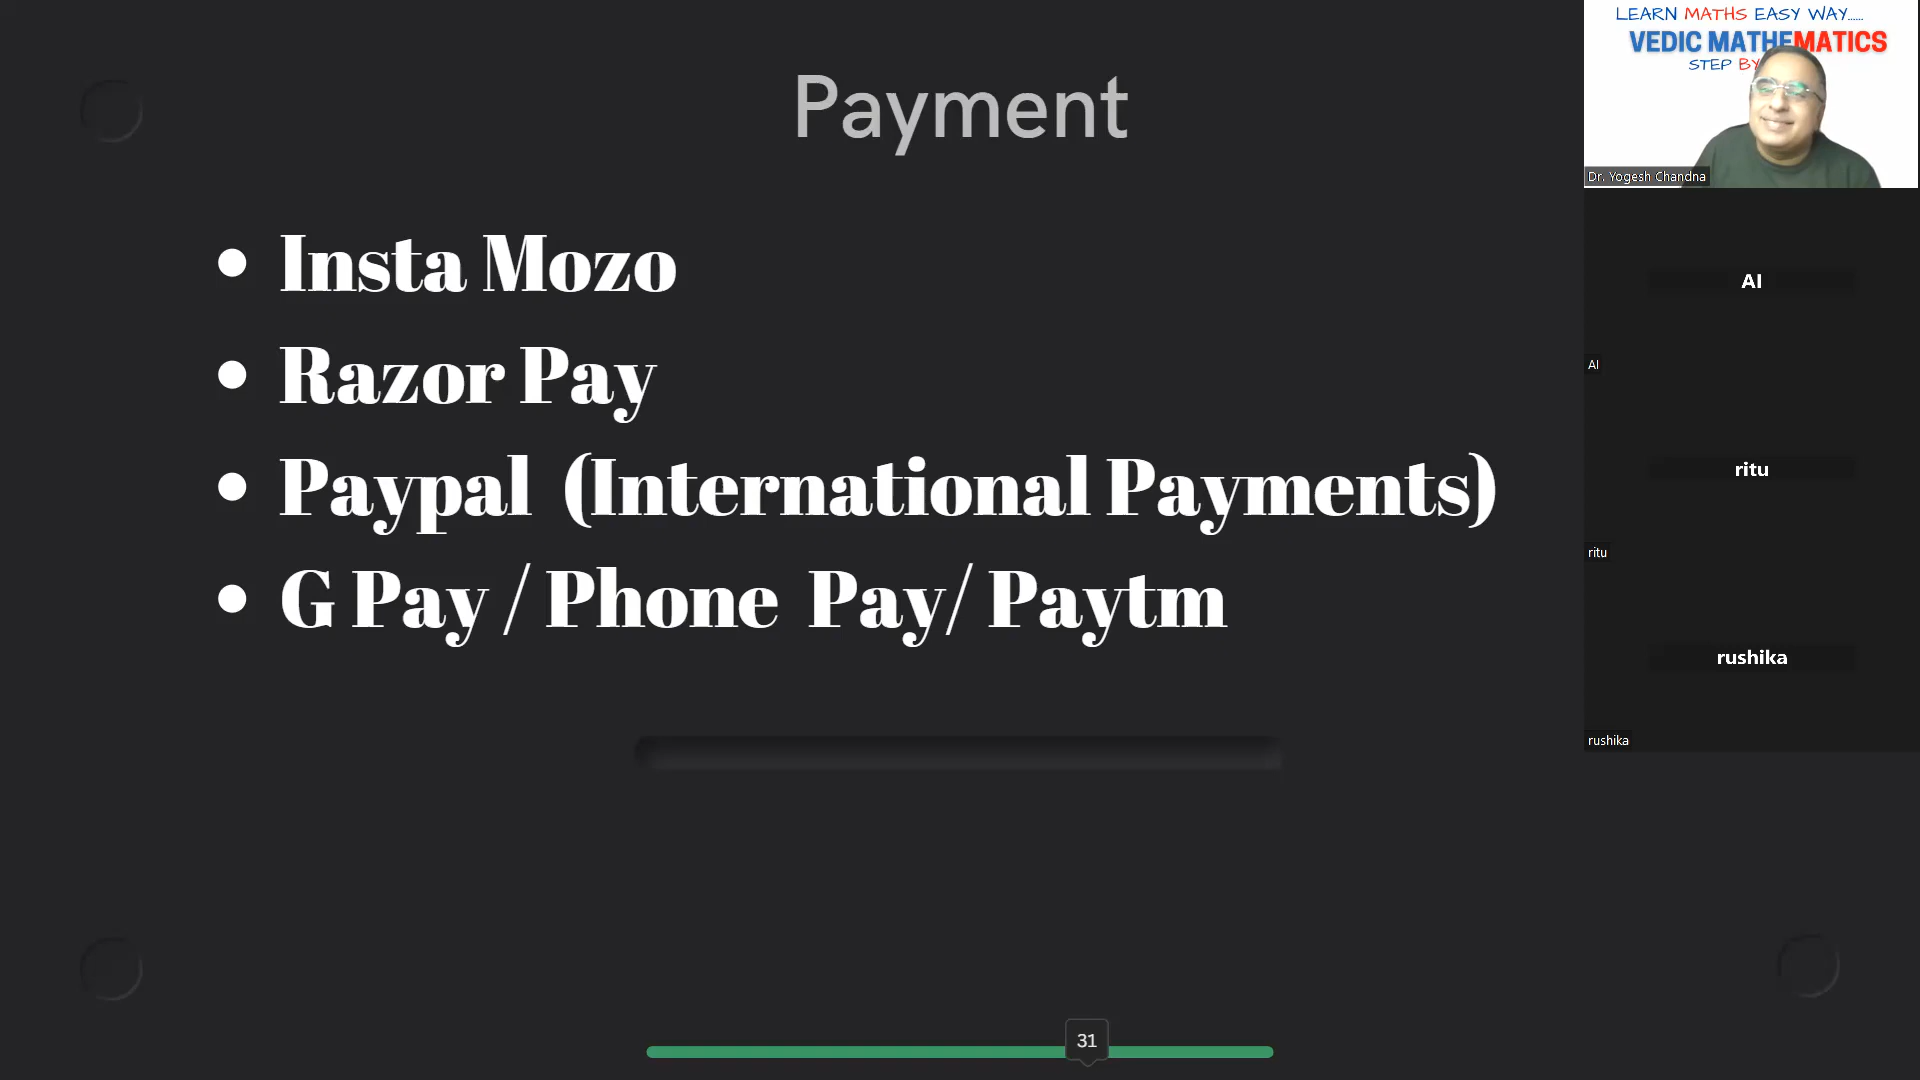 Payment
Insta Mozo
Razor Pay
Paypal (International Payments)
G Pay / Phone Pay/ Paytm
31
LEARN MATHS EASY WAY......
VEDIC MATHEMATICS
STEP BY
Dr. Yogesh Chandna
AI
AI
ritu
ritu
rushika
rushika